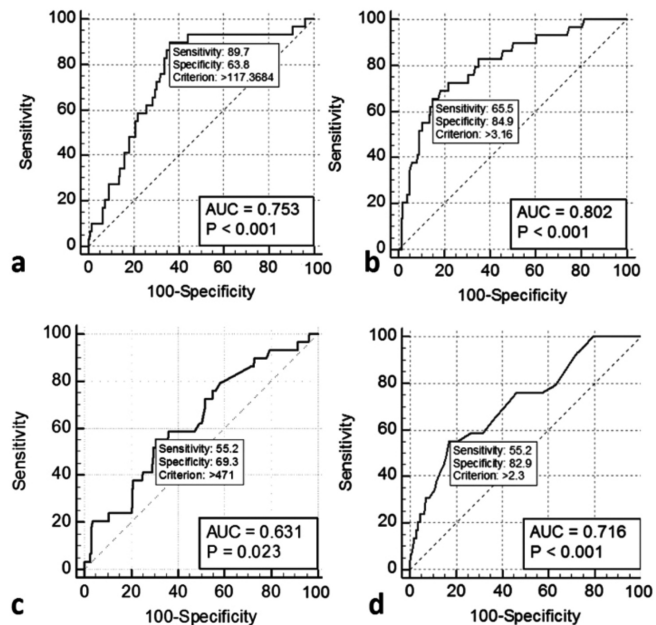 100
80
60
40
20
0
Sensitivity
Sensitivity: 89.7
Specificity: 63.8
Criterion: >117.3684
AUC = 0.753
P < 0.001
0 20 40 60 80 100
100-Specificity
a
100
80
60
40
20
0
Sensitivity
Sensitivity: 65.5
Specificity: 84.9
Criterion: >3.16
AUC = 0.802
P < 0.001
0 20 40 60 80 100
100-Specificity
b
100
80
60
40
20
0
Sensitivity
Sensitivity: 55.2
Specificity: 69.3
Criterion: >471
AUC = 0.631
P = 0.023
0 20 40 60 80 100
100-Specificity
c
100
80
60
40
20
0
Sensitivity
Sensitivity: 55.2
Specificity: 82.9
Criterion: >2.3
AUC = 0.716
P < 0.001
0 20 40 60 80 100
100-Specificity
d